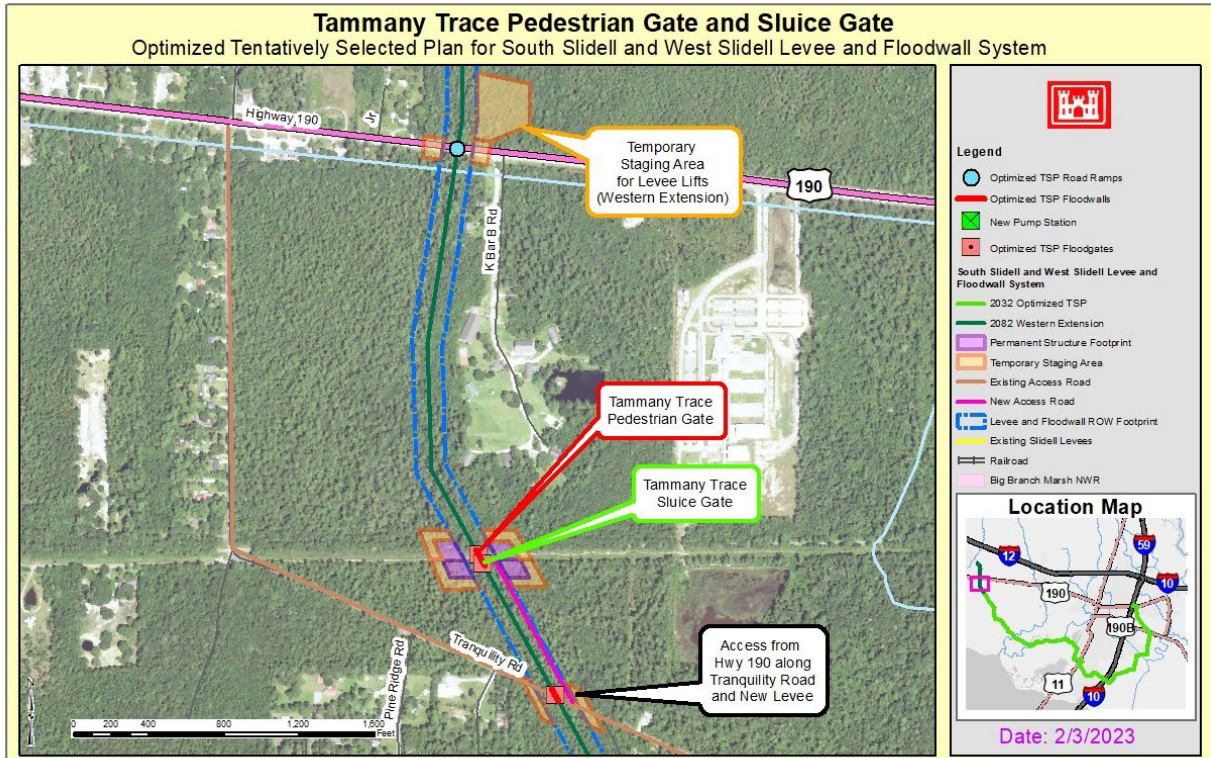 Tammany Trace Pedestrian Gate and Sluice Gate
Optimized Tentatively Selected Plan for South Slidell and West Slidell Levee and Floodwall System
Highway 190
Jr
Temporary
Staging Area
for Levee Lifts
(Western Extension)
190
K Bar B Rd
Tammany Trace
Pedestrian Gate
Tammany Trace
Sluice Gate
Access from
Hwy 190 along
Tranquility Road
and New Levee
Tranquility Rd
Pine Ridge Rd
0 200 400 800 1,200 1,600
Feet
Legend
Optimized TSP Road Ramps
Optimized TSP Floodwalls
New Pump Station
Optimized TSP Floodgates
South Slidell and West Slidell Levee and
Floodwall System
2032 Optimized TSP
2082 Western Extension
Permanent Structure Footprint
Temporary Staging Area
Existing Access Road
New Access Road
Levee and Floodwall ROW Footprint
Existing Slidell Levees
Railroad
Big Branch Marsh NWR
Location Map
59
12
10
190
190B
11
10
Date: 2/3/2023